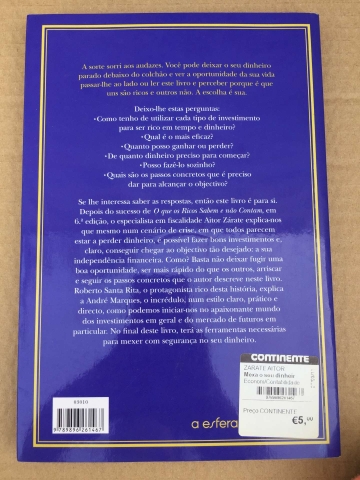 A sorte sorri aos audazes. Você pode deixar o seu dinheiro
parado debaixo do colchão e ver a oportunidade da sua vida
passar-lhe ao lado ou ler este livro e perceber porque é que
uns são ricos e outros não. A escolha é sua.
Deixo-lhe estas perguntas:
•Como tenho de utilizar cada tipo de investimento
para ser rico em tempo e dinheiro?
•Qual é o mais eficaz?
•Quanto posso ganhar ou perder?
•De quanto dinheiro preciso para começar?
•Posso fazê-lo sozinho?
•Quais são os passos concretos que é preciso
dar para alcançar o objectivo?
Se lhe interessa saber as respostas, então este livro é para si.
Depois do sucesso de O que os Ricos Sabem e não Contam, em
6.ª edição, o especialista em fiscalidade Aitor Zárate explica-nos
que mesmo num cenário de crise, em que todos parecem
estar a perder dinheiro, é possível fazer bons investimentos e,
claro, conseguir chegar ao objectivo tão desejado: a sua
independência financeira. Como? Basta não deixar fugir uma
boa oportunidade, ser mais rápido do que os outros, arriscar
e seguir os passos concretos que o autor descreve neste livro.
Roberto Santa Rita, o protagonista rico desta história, explica
a André Marques, o incrédulo, num estilo claro, prático e
directo, como podemos iniciar-nos no apaixonante mundo
dos investimentos em geral e do mercado de futuros em
particular. No final deste livro, terá as ferramentas necessárias
para mexer com segurança no seu dinheiro.
CONTINENTE
ZARATE AITOR
Mexa o seu dinheir
Economi/Contabilidade
Preço CONTINENTE
€5,90
63010
9789896261467
a esfera